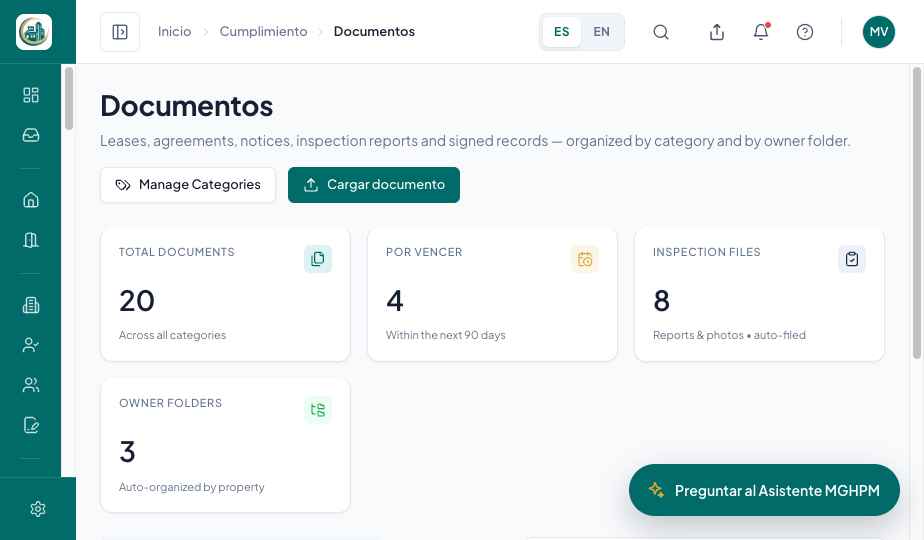 Inicio
Cumplimiento
Documentos
ES
EN
MV
Documentos
Leases, agreements, notices, inspection reports and signed records — organized by category and by owner folder.
Manage Categories
Cargar documento
TOTAL DOCUMENTS
20
Across all categories
POR VENCER
4
Within the next 90 days
INSPECTION FILES
8
Reports & photos • auto-filed
OWNER FOLDERS
3
Auto-organized by property
Preguntar al Asistente MGHPM